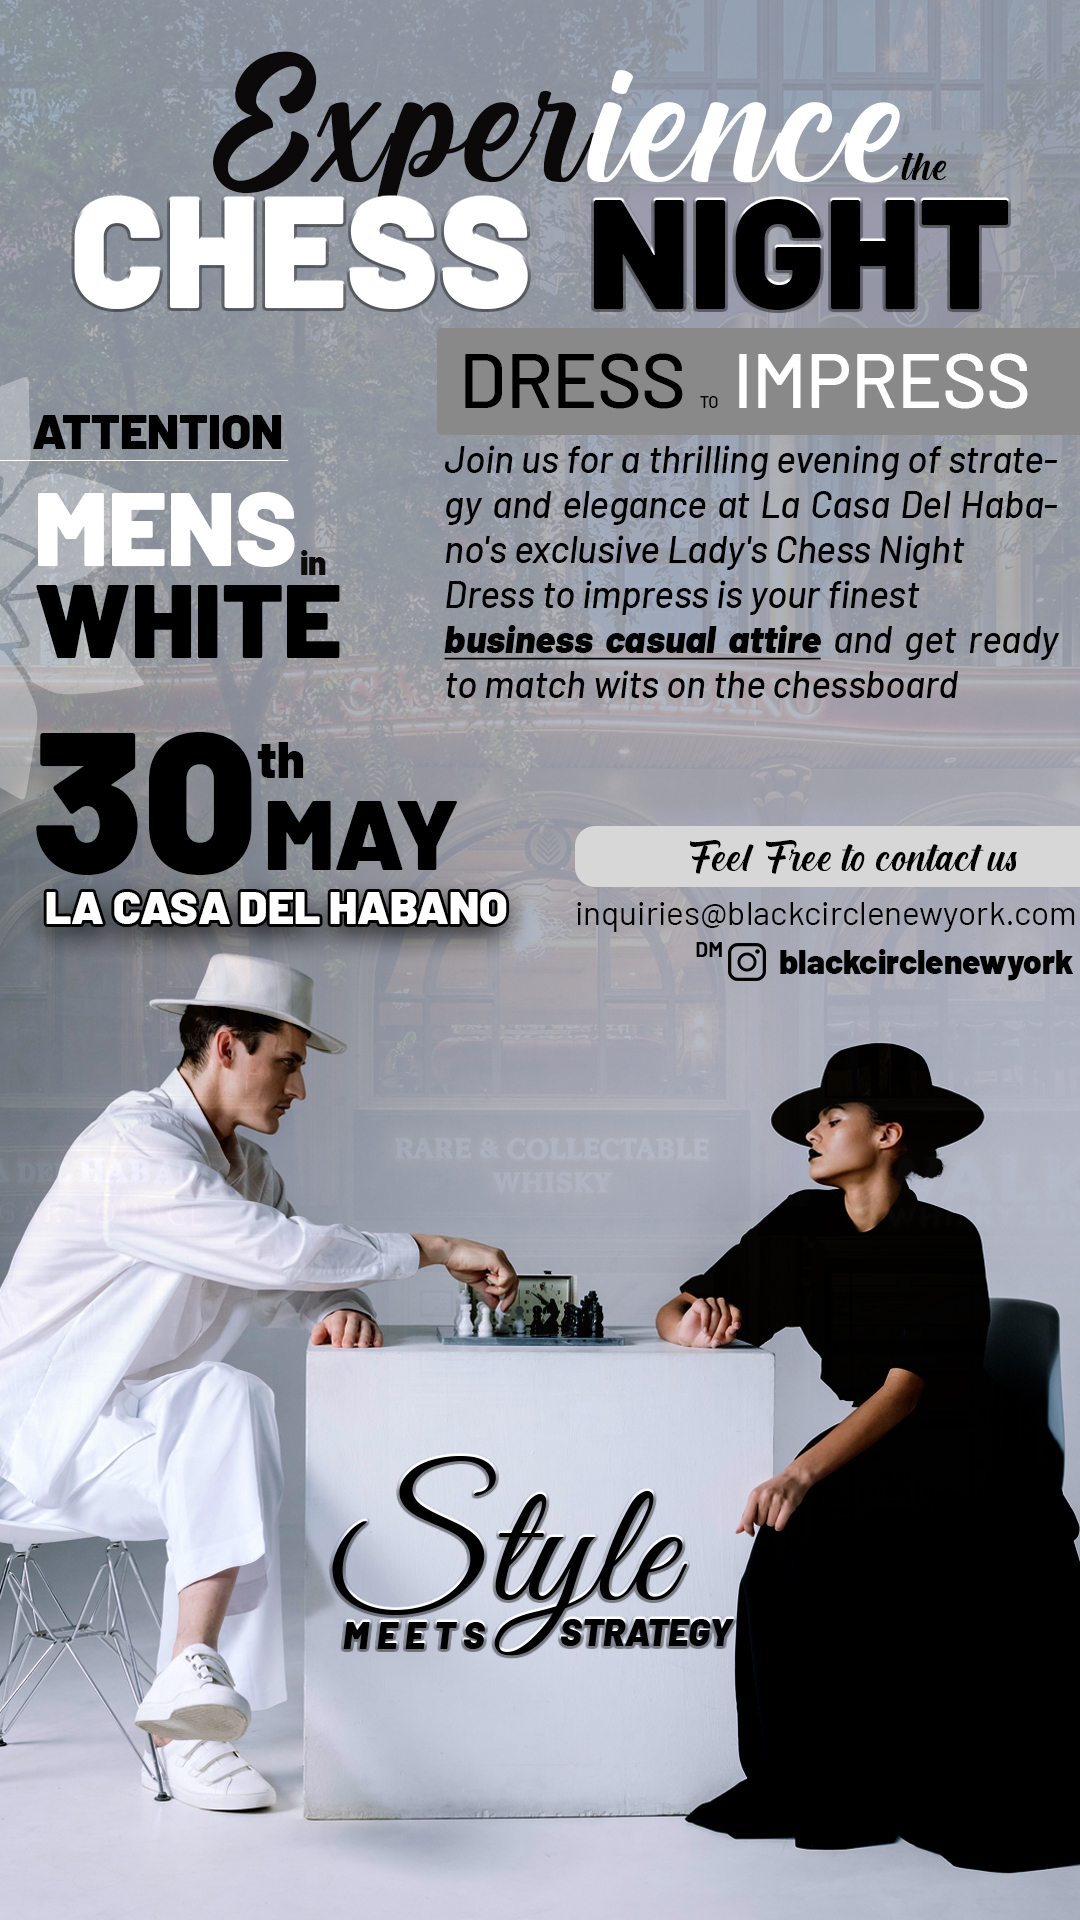 Experience the
CHESS NIGHT
DRESS TO IMPRESS
ATTENTION
MENS in
WHITE
Join us for a thrilling evening of strate-
gy and elegance at La Casa Del Haba-
no's exclusive Lady's Chess Night
Dress to impress is your finest
business casual attire and get ready
to match wits on the chessboard
30th
MAY
LA CASA DEL HABANO
Feel Free to contact us
inquiries@blackcirclenewyork.com
DM blackcirclenewyork
CASA DEL HABANO
RARE & COLLECTABLE
WHISKY
Style
MEETS STRATEGY